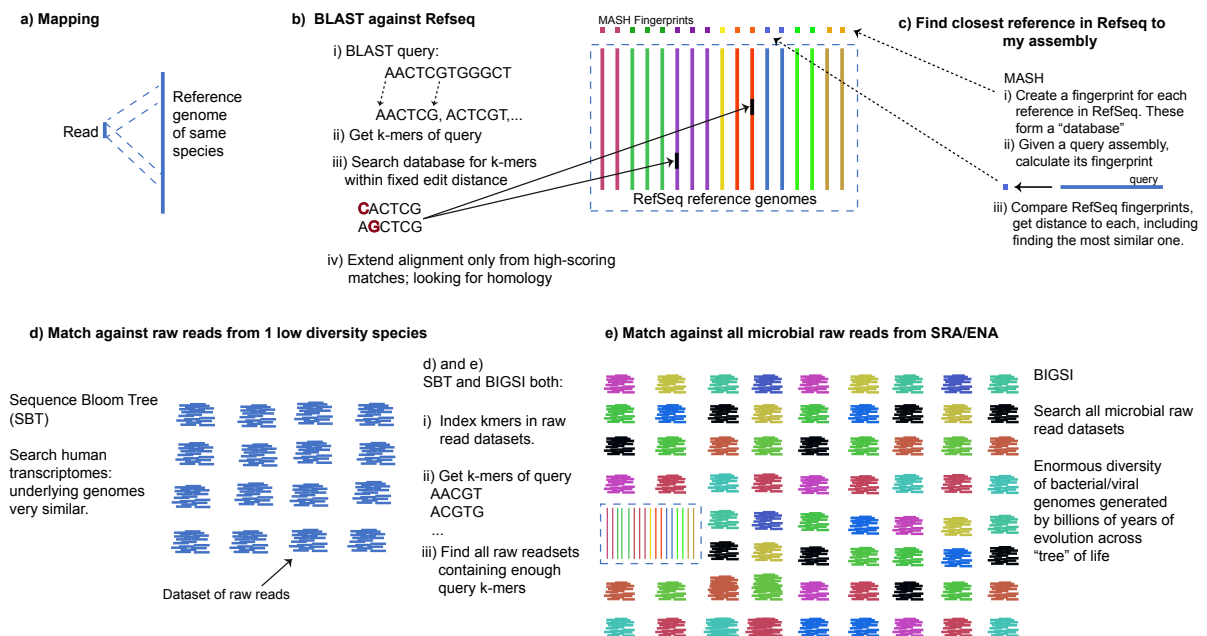 a) Mapping
Read
Reference
genome
of same
species
b) BLAST against Refseq
i) BLAST query:
AACTCGTGGGCT
AACTCG, ACTCGT,...
ii) Get k-mers of query
iii) Search database for k-mers
within fixed edit distance
CACTCG
AGCTCG
iv) Extend alignment only from high-scoring
matches; looking for homology
MASH Fingerprints
RefSeq reference genomes
c) Find closest reference in Refseq to
my assembly
MASH
i) Create a fingerprint for each
reference in RefSeq. These
form a “database”
ii) Given a query assembly,
calculate its fingerprint
query
iii) Compare RefSeq fingerprints,
get distance to each, including
finding the most similar one.
d) Match against raw reads from 1 low diversity species
Sequence Bloom Tree
(SBT)
Search human
transcriptomes:
underlying genomes
very similar.
Dataset of raw reads
d) and e)
SBT and BIGSI both:
i) Index kmers in raw
read datasets.
ii) Get k-mers of query
AACGT
ACGTG
...
iii) Find all raw readsets
containing enough
query k-mers
e) Match against all microbial raw reads from SRA/ENA
BIGSI
Search all microbial raw
read datasets
Enormous diversity
of bacterial/viral
genomes generated
by billions of years of
evolution across
“tree” of life